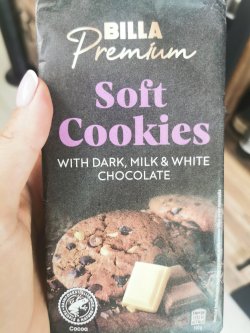 BILLA
Premium
Soft
Cookies
WITH DARK, MILK & WHITE
CHOCOLATE
Cocoa